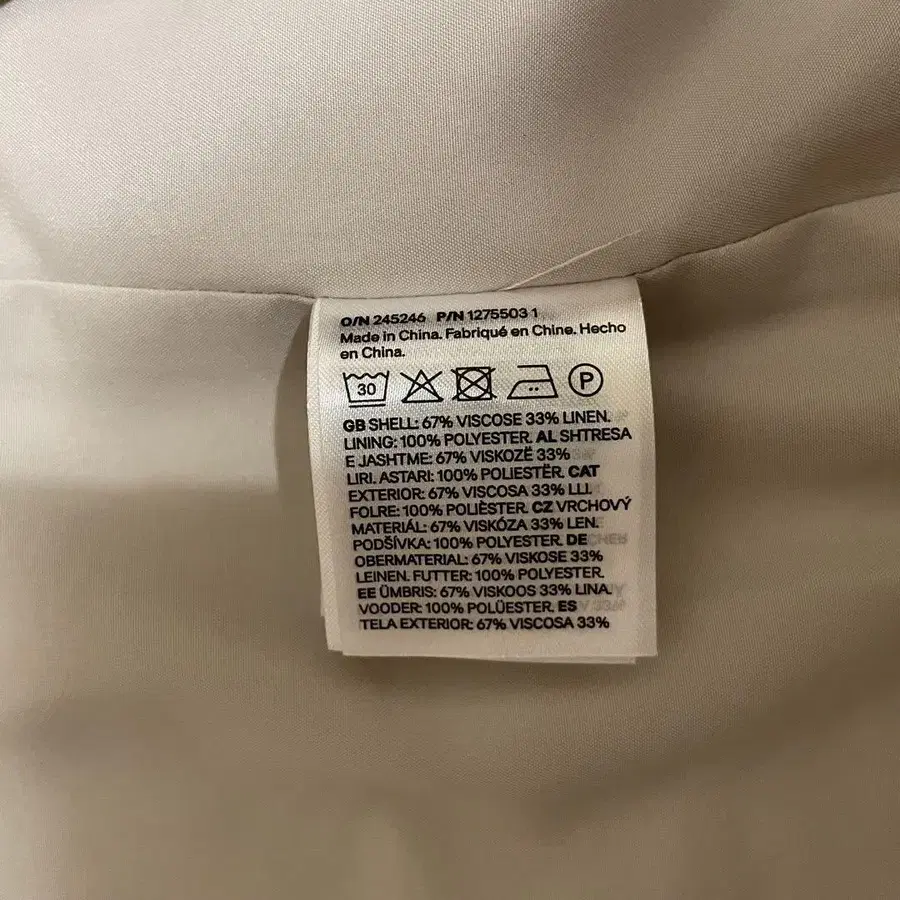 O/N 245246 P/N 1275503 1
Made in China. Fabriqué en Chine. Hecho
en China.
30 P
GB SHELL: 67% VISCOSE 33% LINEN.
LINING: 100% POLYESTER. AL SHTRESA
E JASHTME: 67% VISKOZË 33%
LIRI. ASTARI: 100% POLIESTËR. CAT
EXTERIOR: 67% VISCOSA 33% LLI.
FOLRE: 100% POLIÈSTER. CZ VRCHOVÝ
MATERIÁL: 67% VISKÓZA 33% LEN.
PODŠÍVKA: 100% POLYESTER. DE
OBERMATERIAL: 67% VISKOSE 33%
LEINEN. FUTTER: 100% POLYESTER.
EE ÜMBRIS: 67% VISKOOS 33% LINA.
VOODER: 100% POLÜESTER. ES
TELA EXTERIOR: 67% VISCOSA 33%